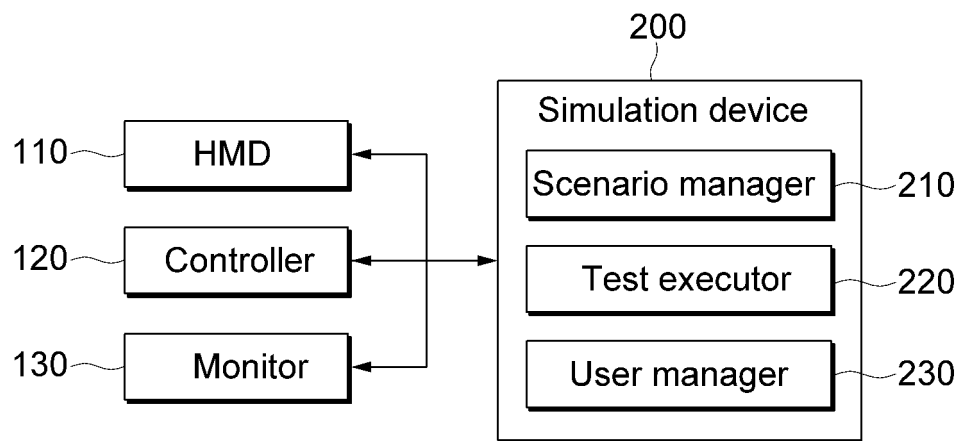 200
Simulation device
110 HMD
Scenario manager 210
120 Controller
Test executor 220
130 Monitor
User manager 230